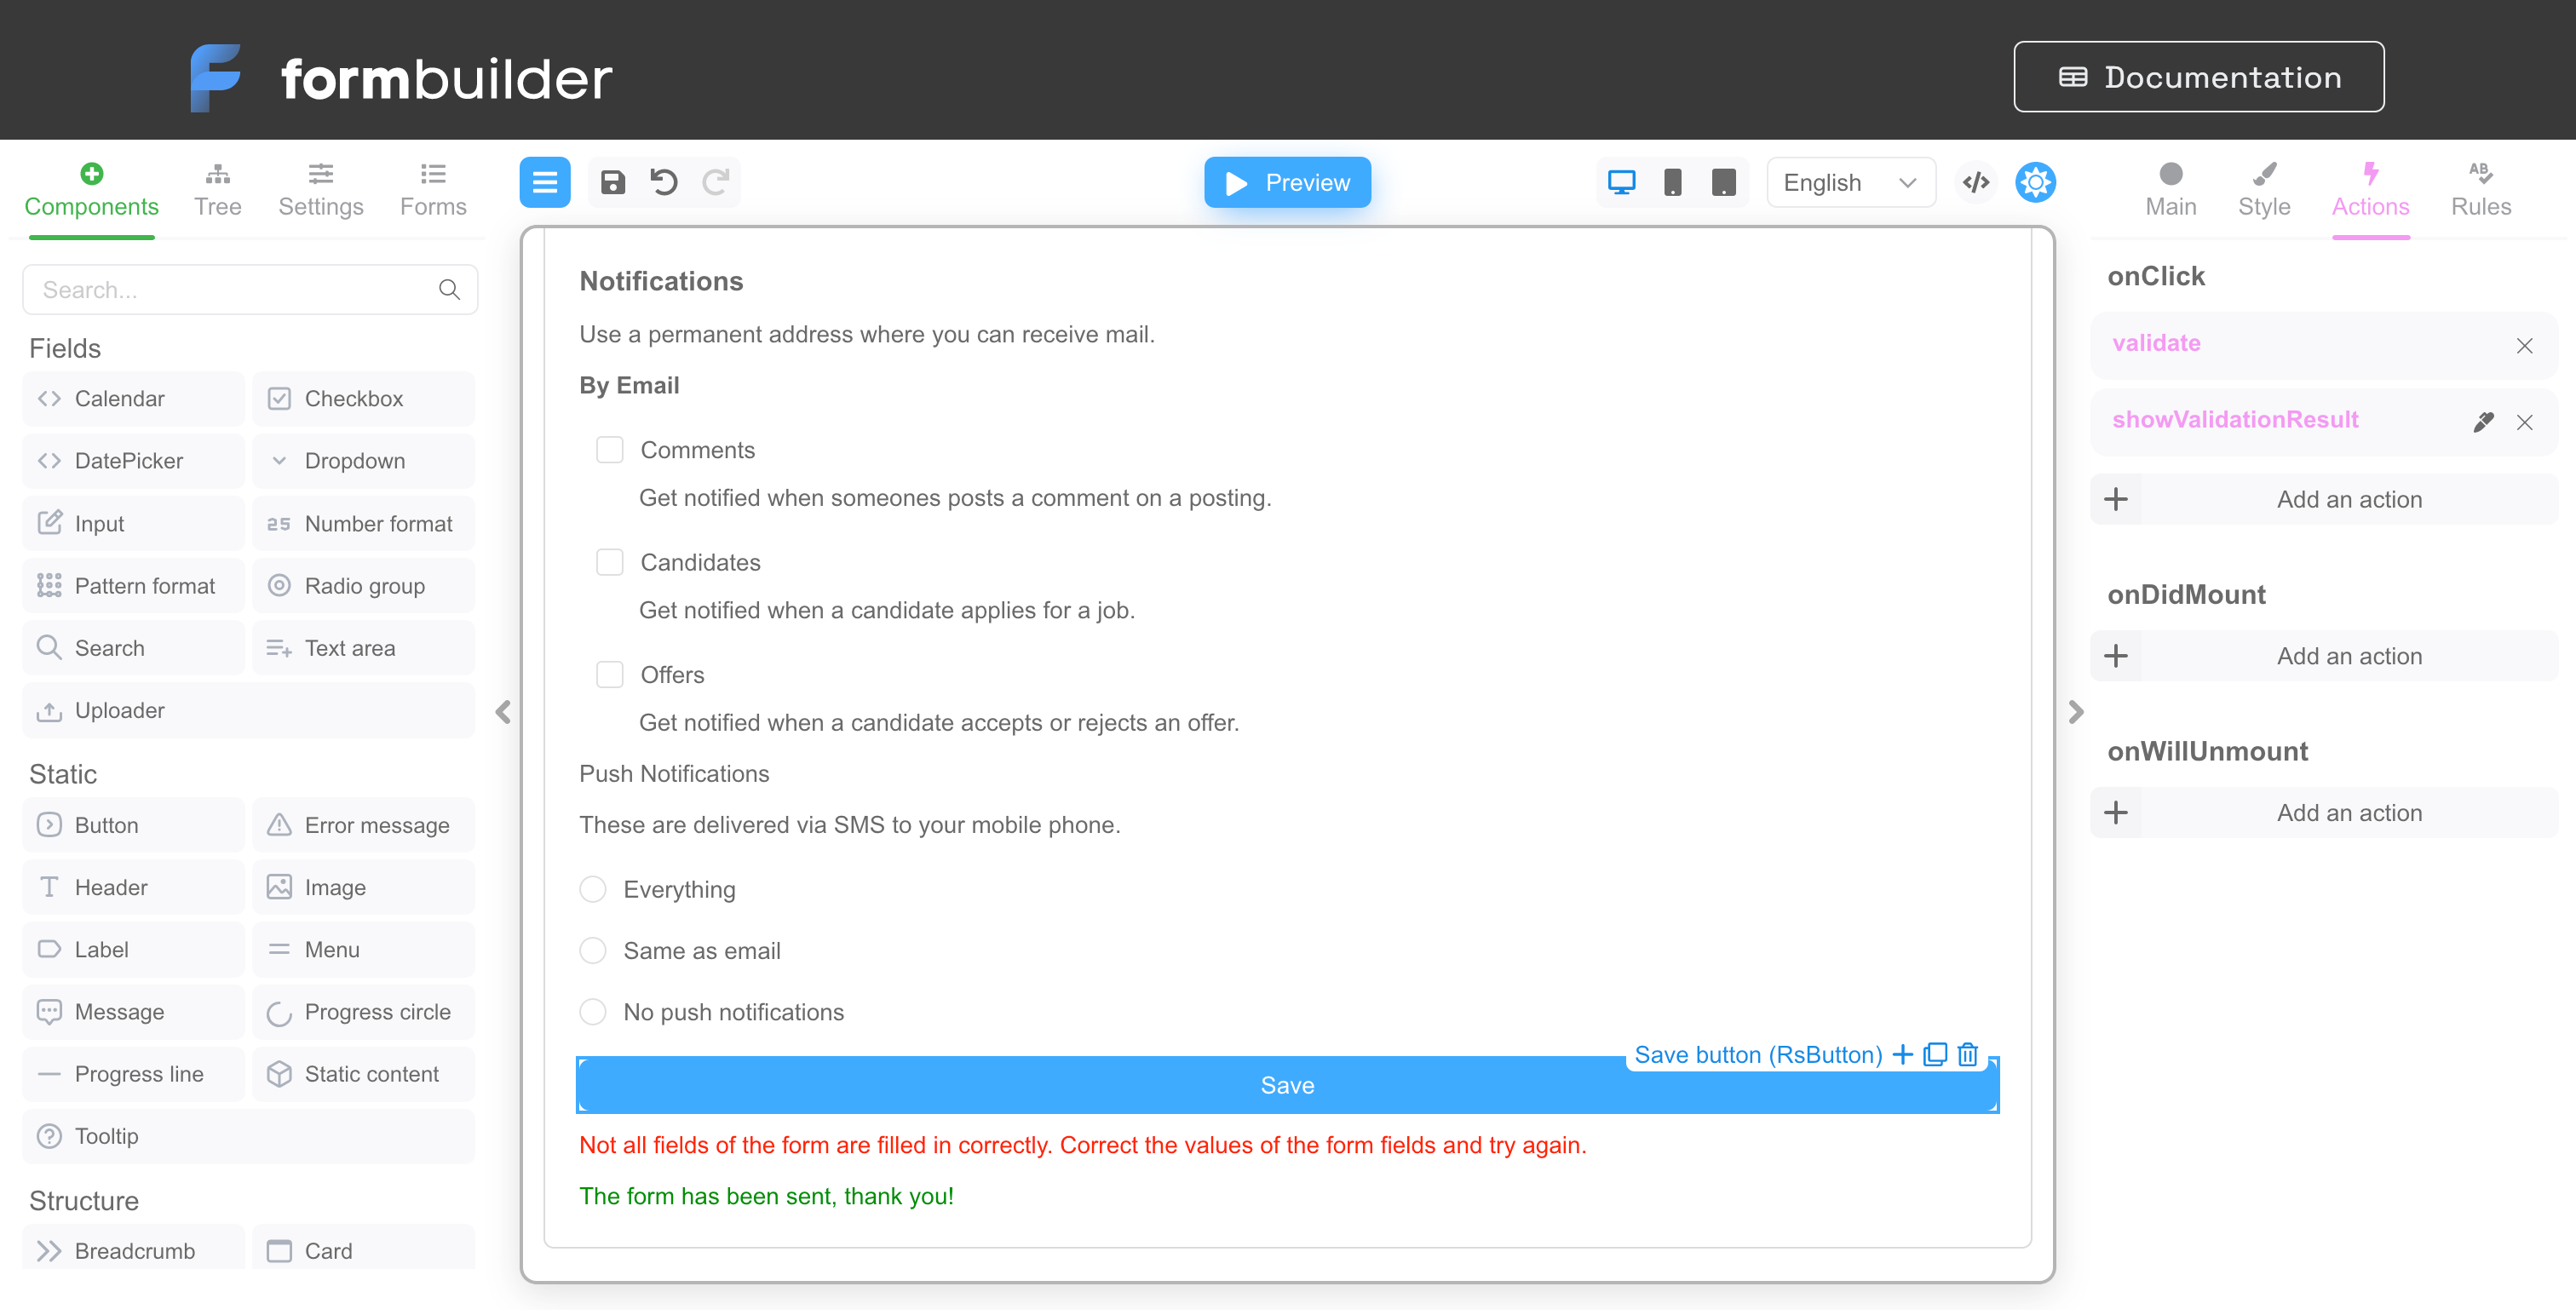 formbuilder
Documentation
Components
Tree
Settings
Forms
Preview
English
Main
Style
Actions
AB
Rules
Search...
Fields
Calendar
Checkbox
DatePicker
Dropdown
Input
25 Number format
Pattern format
Radio group
Search
Text area
Uploader
Static
Button
Error message
Header
Image
Label
Menu
Message
Progress circle
Progress line
Static content
Tooltip
Structure
Breadcrumb
Card
Notifications
Use a permanent address where you can receive mail.
By Email
Comments
Get notified when someones posts a comment on a posting.
Candidates
Get notified when a candidate applies for a job.
Offers
Get notified when a candidate accepts or rejects an offer.
Push Notifications
These are delivered via SMS to your mobile phone.
Everything
Same as email
No push notifications
Save button (RsButton)
Save
Not all fields of the form are filled in correctly. Correct the values of the form fields and try again.
The form has been sent, thank you!
onClick
validate
showValidationResult
Add an action
onDidMount
Add an action
onWillUnmount
Add an action